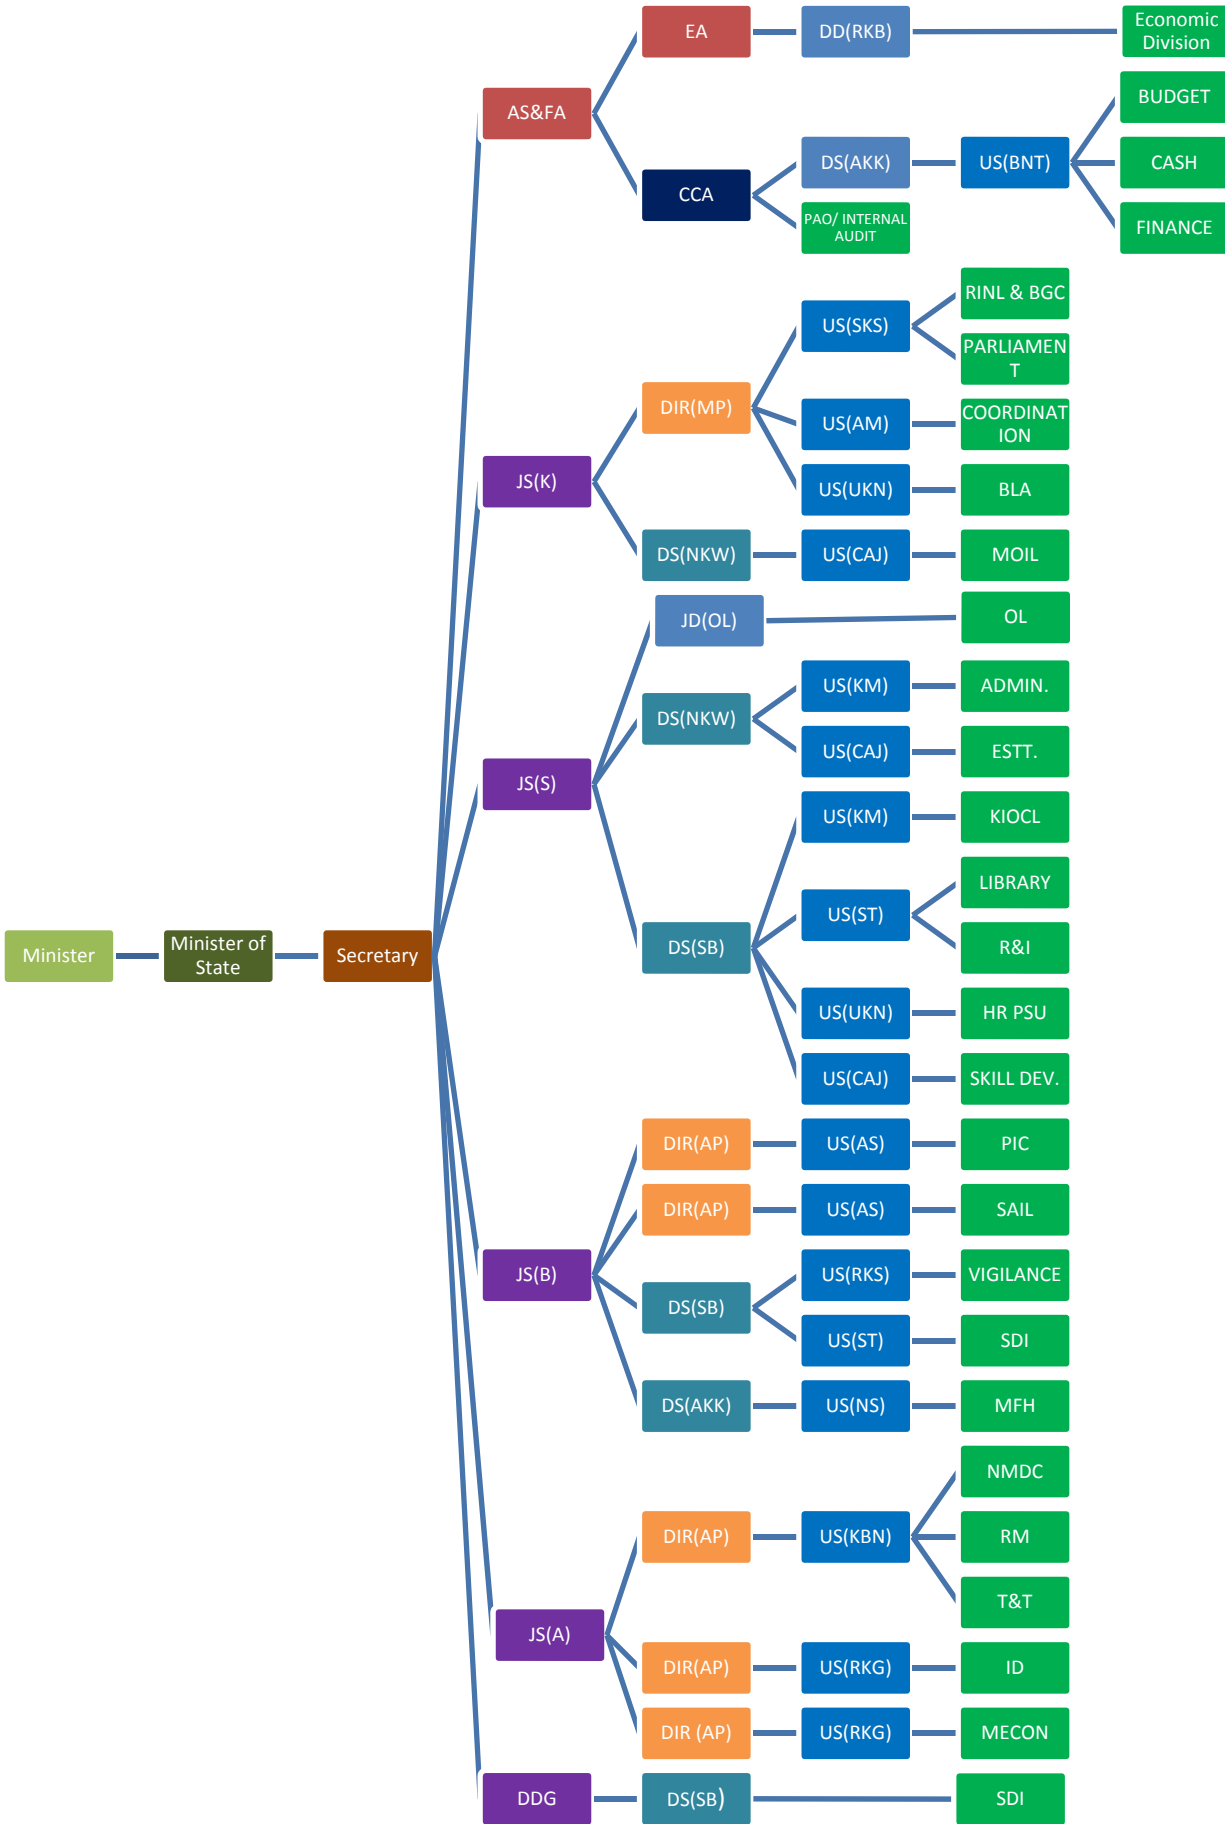 Minister
Minister of
State
Secretary
AS&FA
EA
DD(RKB)
Economic
Division
CCA
DS(AKK)
US(BNT)
BUDGET
CASH
FINANCE
PAO/ INTERNAL
AUDIT
JS(K)
DIR(MP)
US(SKS)
RINL & BGC
PARLIAMEN
T
US(AM)
COORDINAT
ION
US(UKN)
BLA
DS(NKW)
US(CAJ)
MOIL
JS(S)
JD(OL)
OL
DS(NKW)
US(KM)
ADMIN.
US(CAJ)
ESTT.
DS(SB)
US(KM)
KIOCL
US(ST)
LIBRARY
R&I
US(UKN)
HR PSU
US(CAJ)
SKILL DEV.
JS(B)
DIR(AP)
US(AS)
PIC
DIR(AP)
US(AS)
SAIL
DS(SB)
US(RKS)
VIGILANCE
US(ST)
SDI
DS(AKK)
US(NS)
MFH
JS(A)
DIR(AP)
US(KBN)
NMDC
RM
T&T
DIR(AP)
US(RKG)
ID
DIR (AP)
US(RKG)
MECON
DDG
DS(SB)
SDI